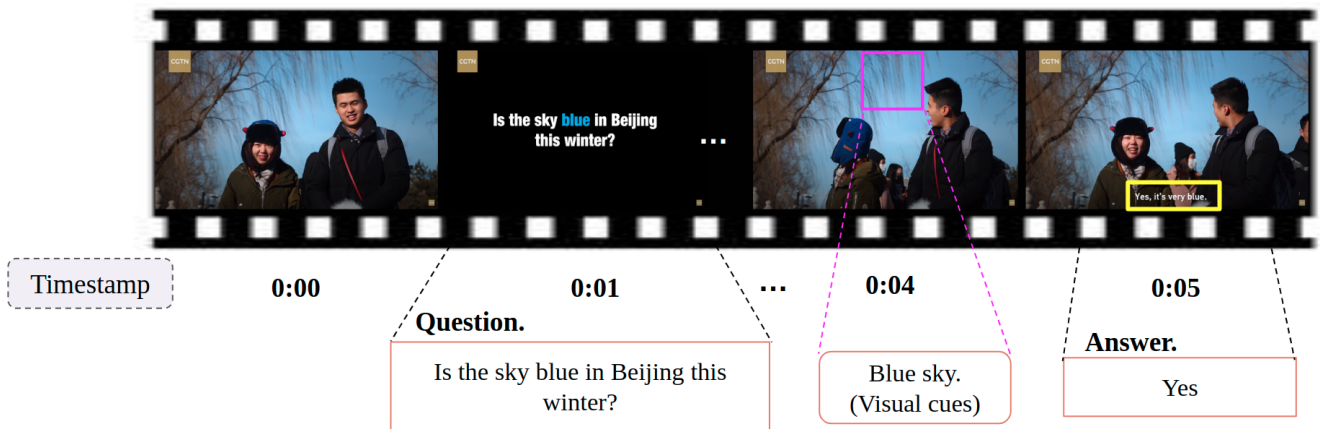 CGTN
CGTN
CGTN
CGTN
Is the sky blue in Beijing
this winter?
...
Yes, it's very blue.
Timestamp
0:00
0:01
...
0:04
0:05
Question.
Is the sky blue in Beijing this
winter?
Blue sky.
(Visual cues)
Answer.
Yes